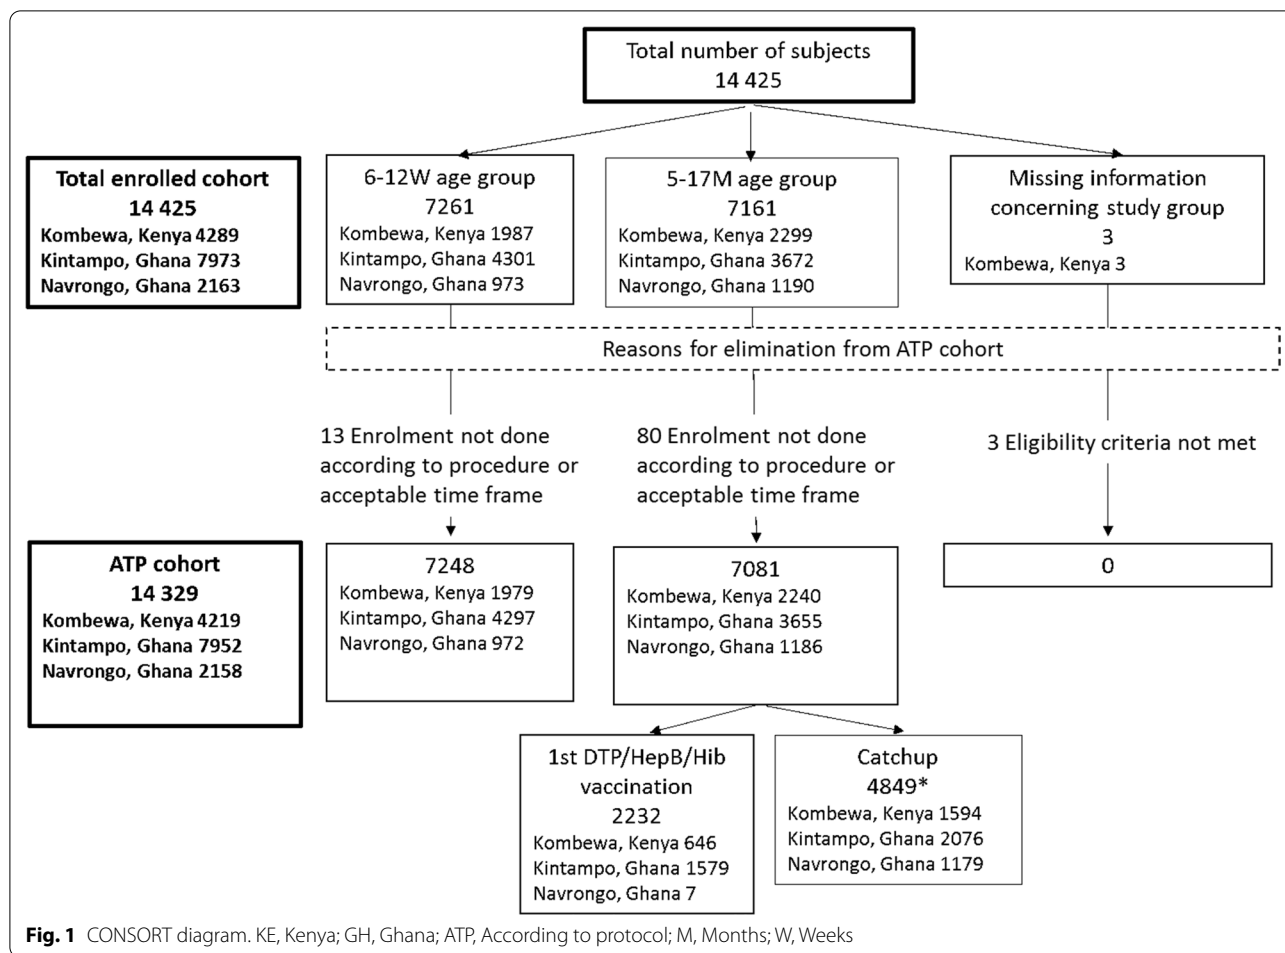 Total number of subjects
14 425
Total enrolled cohort
14 425
Kombewa, Kenya 4289
Kintampo, Ghana 7973
Navrongo, Ghana 2163
6-12W age group
7261
Kombewa, Kenya 1987
Kintampo, Ghana 4301
Navrongo, Ghana 973
5-17M age group
7161
Kombewa, Kenya 2299
Kintampo, Ghana 3672
Navrongo, Ghana 1190
Missing information
concerning study group
3
Kombewa, Kenya 3
Reasons for elimination from ATP cohort
13 Enrolment not done
according to procedure or
acceptable time frame
80 Enrolment not done
according to procedure or
acceptable time frame
3 Eligibility criteria not met
ATP cohort
14 329
Kombewa, Kenya 4219
Kintampo, Ghana 7952
Navrongo, Ghana 2158
7248
Kombewa, Kenya 1979
Kintampo, Ghana 4297
Navrongo, Ghana 972
7081
Kombewa, Kenya 2240
Kintampo, Ghana 3655
Navrongo, Ghana 1186
0
1st DTP/HepB/Hib
vaccination
2232
Kombewa, Kenya 646
Kintampo, Ghana 1579
Navrongo, Ghana 7
Catchup
4849*
Kombewa, Kenya 1594
Kintampo, Ghana 2076
Navrongo, Ghana 1179
Fig. 1 CONSORT diagram. KE, Kenya; GH, Ghana; ATP, According to protocol; M, Months; W, Weeks